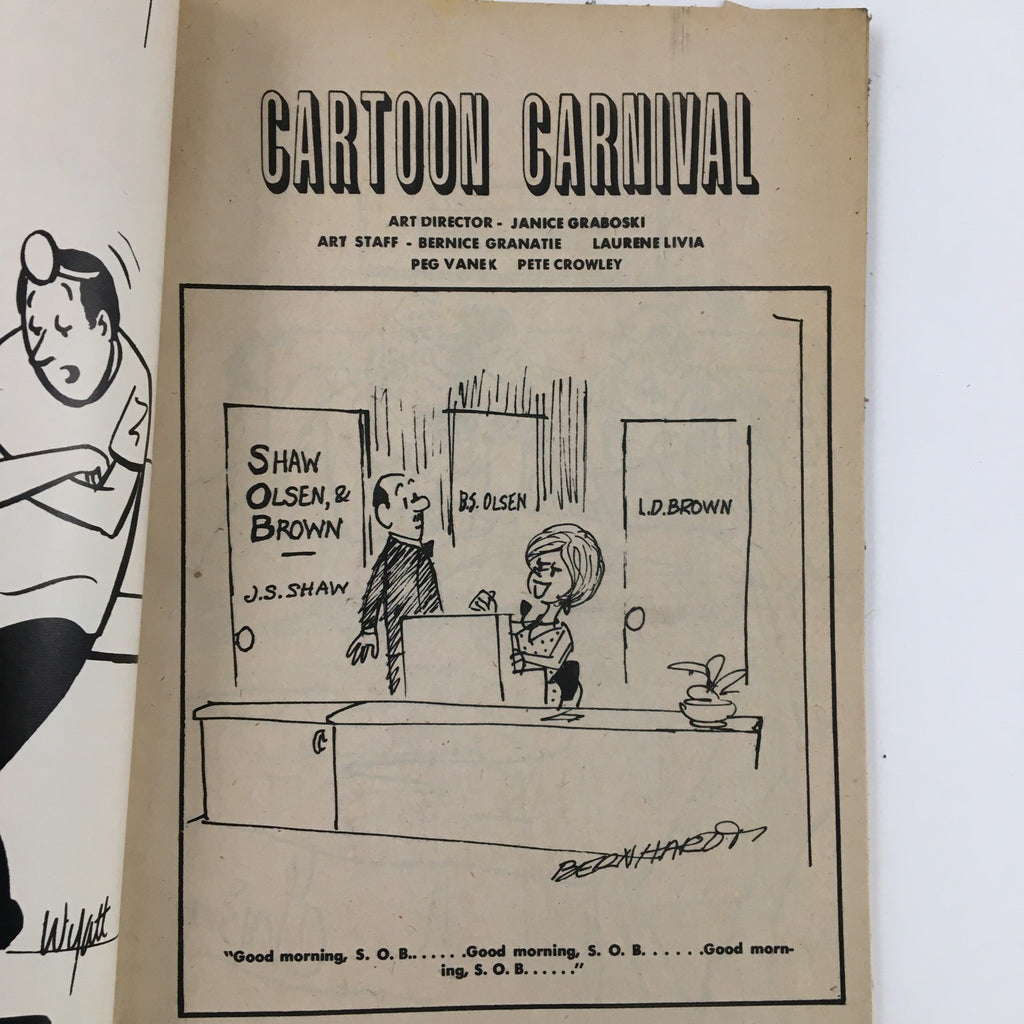 CARTOON CARNIVAL
ART DIRECTOR - JANICE GRABOSKI
ART STAFF - BERNICE GRANATIE LAURENE LIVIA
PEG VANEK PETE CROWLEY
SHAW
OLSEN, &
BROWN
J.S. SHAW
B.S. OLSEN
L.D. BROWN
BERNHARDT
"Good morning, S. O. B.......Good morning, S. O. B.......Good morn-
ing, S. O. B......"
Wyatt